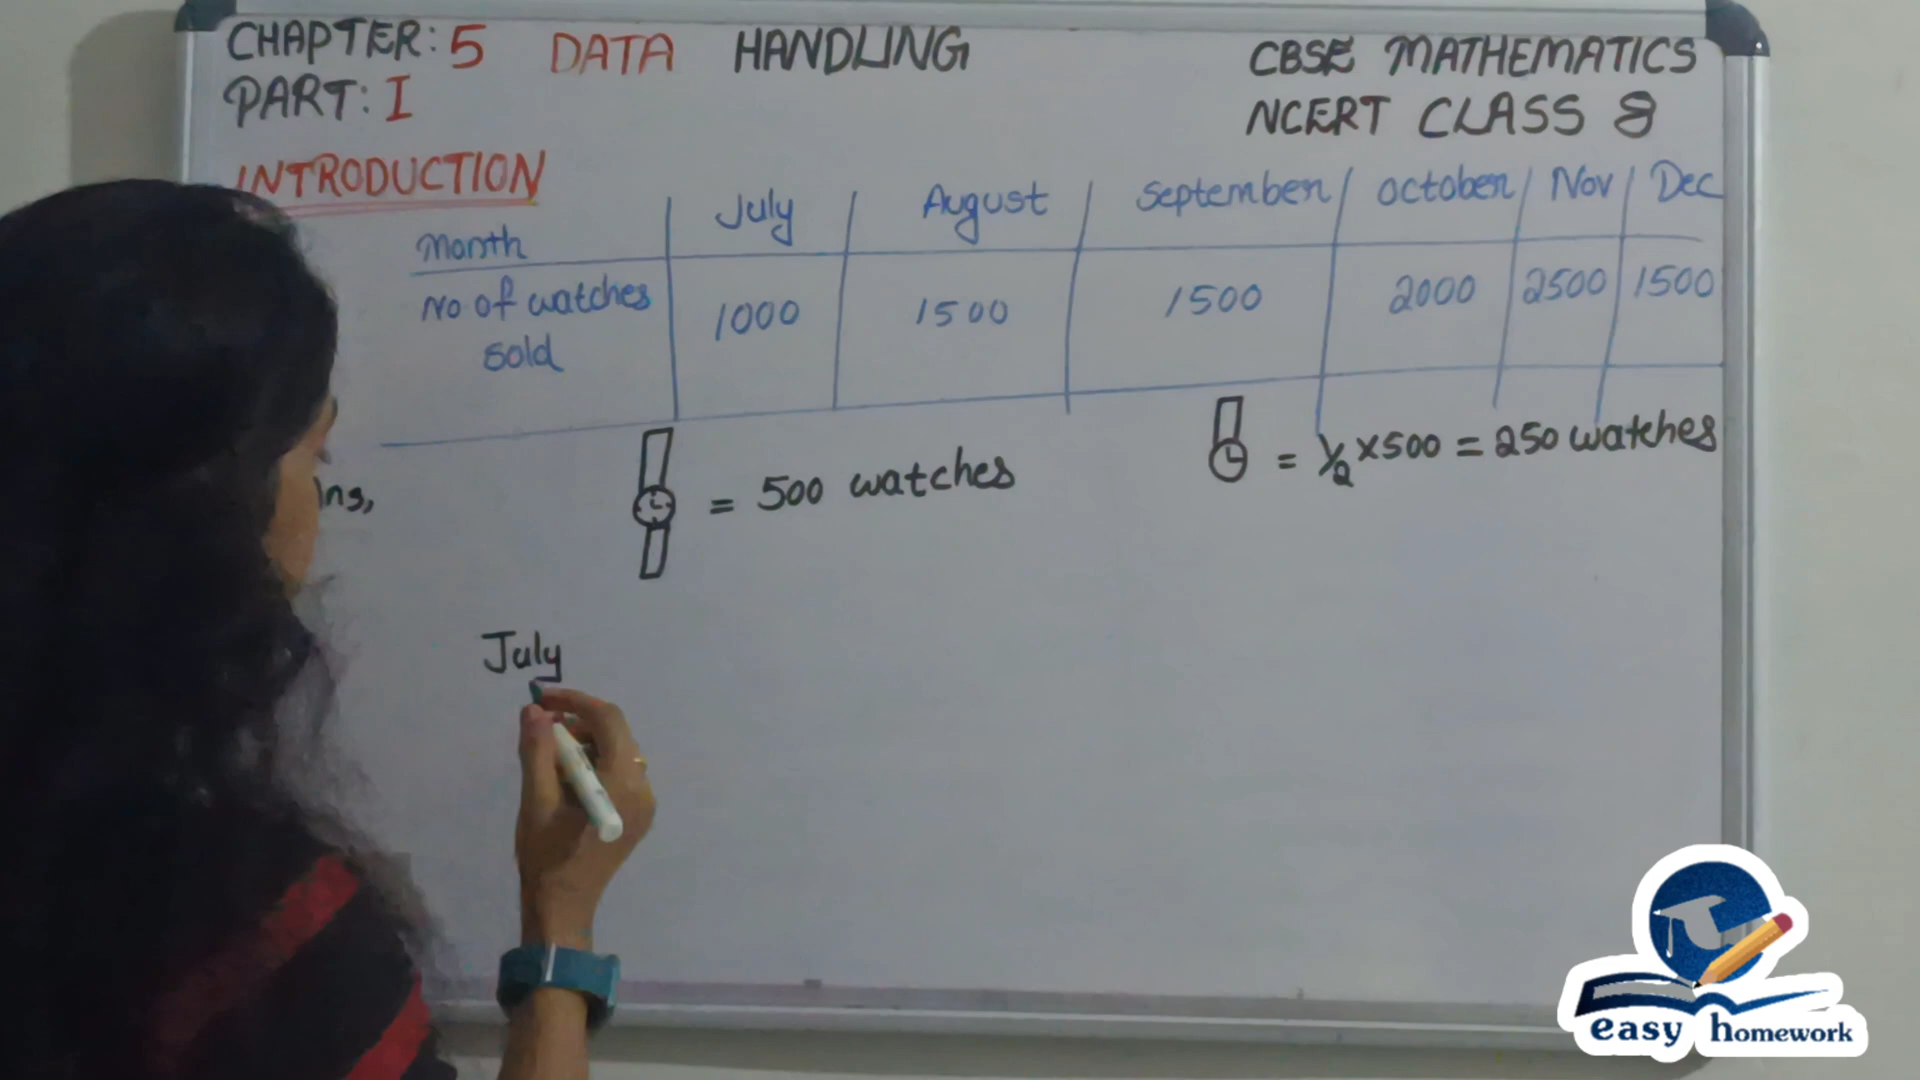 CHAPTER: 5 DATA HANDLING
PART: I
CBSE MATHEMATICS
NCERT CLASS 8
INTRODUCTION
Month July August September October Nov Dec
No of watches sold 1000 1500 1500 2000 2500 1500
= 500 watches
= 1/2 x 500 = 250 watches
July
easy homework